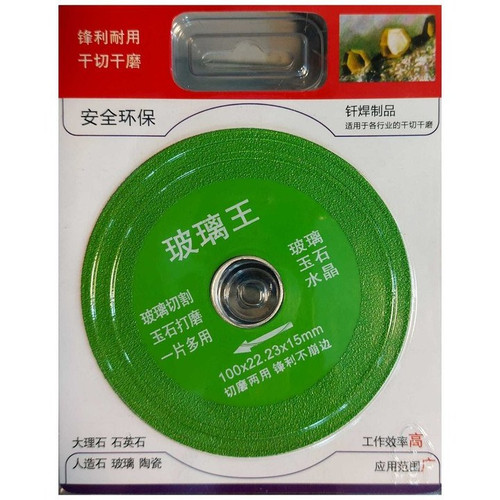 锋利耐用
干切干磨
安全环保
钎焊制品
适用于各行业的干切干磨
玻璃王
玻璃
玉石
水晶
玻璃切割
玉石打磨
一片多用
100x22.23x15mm
切磨两用 锋利不崩边
大理石 石英石
人造石 玻璃 陶瓷
工作效率高
应用范围广